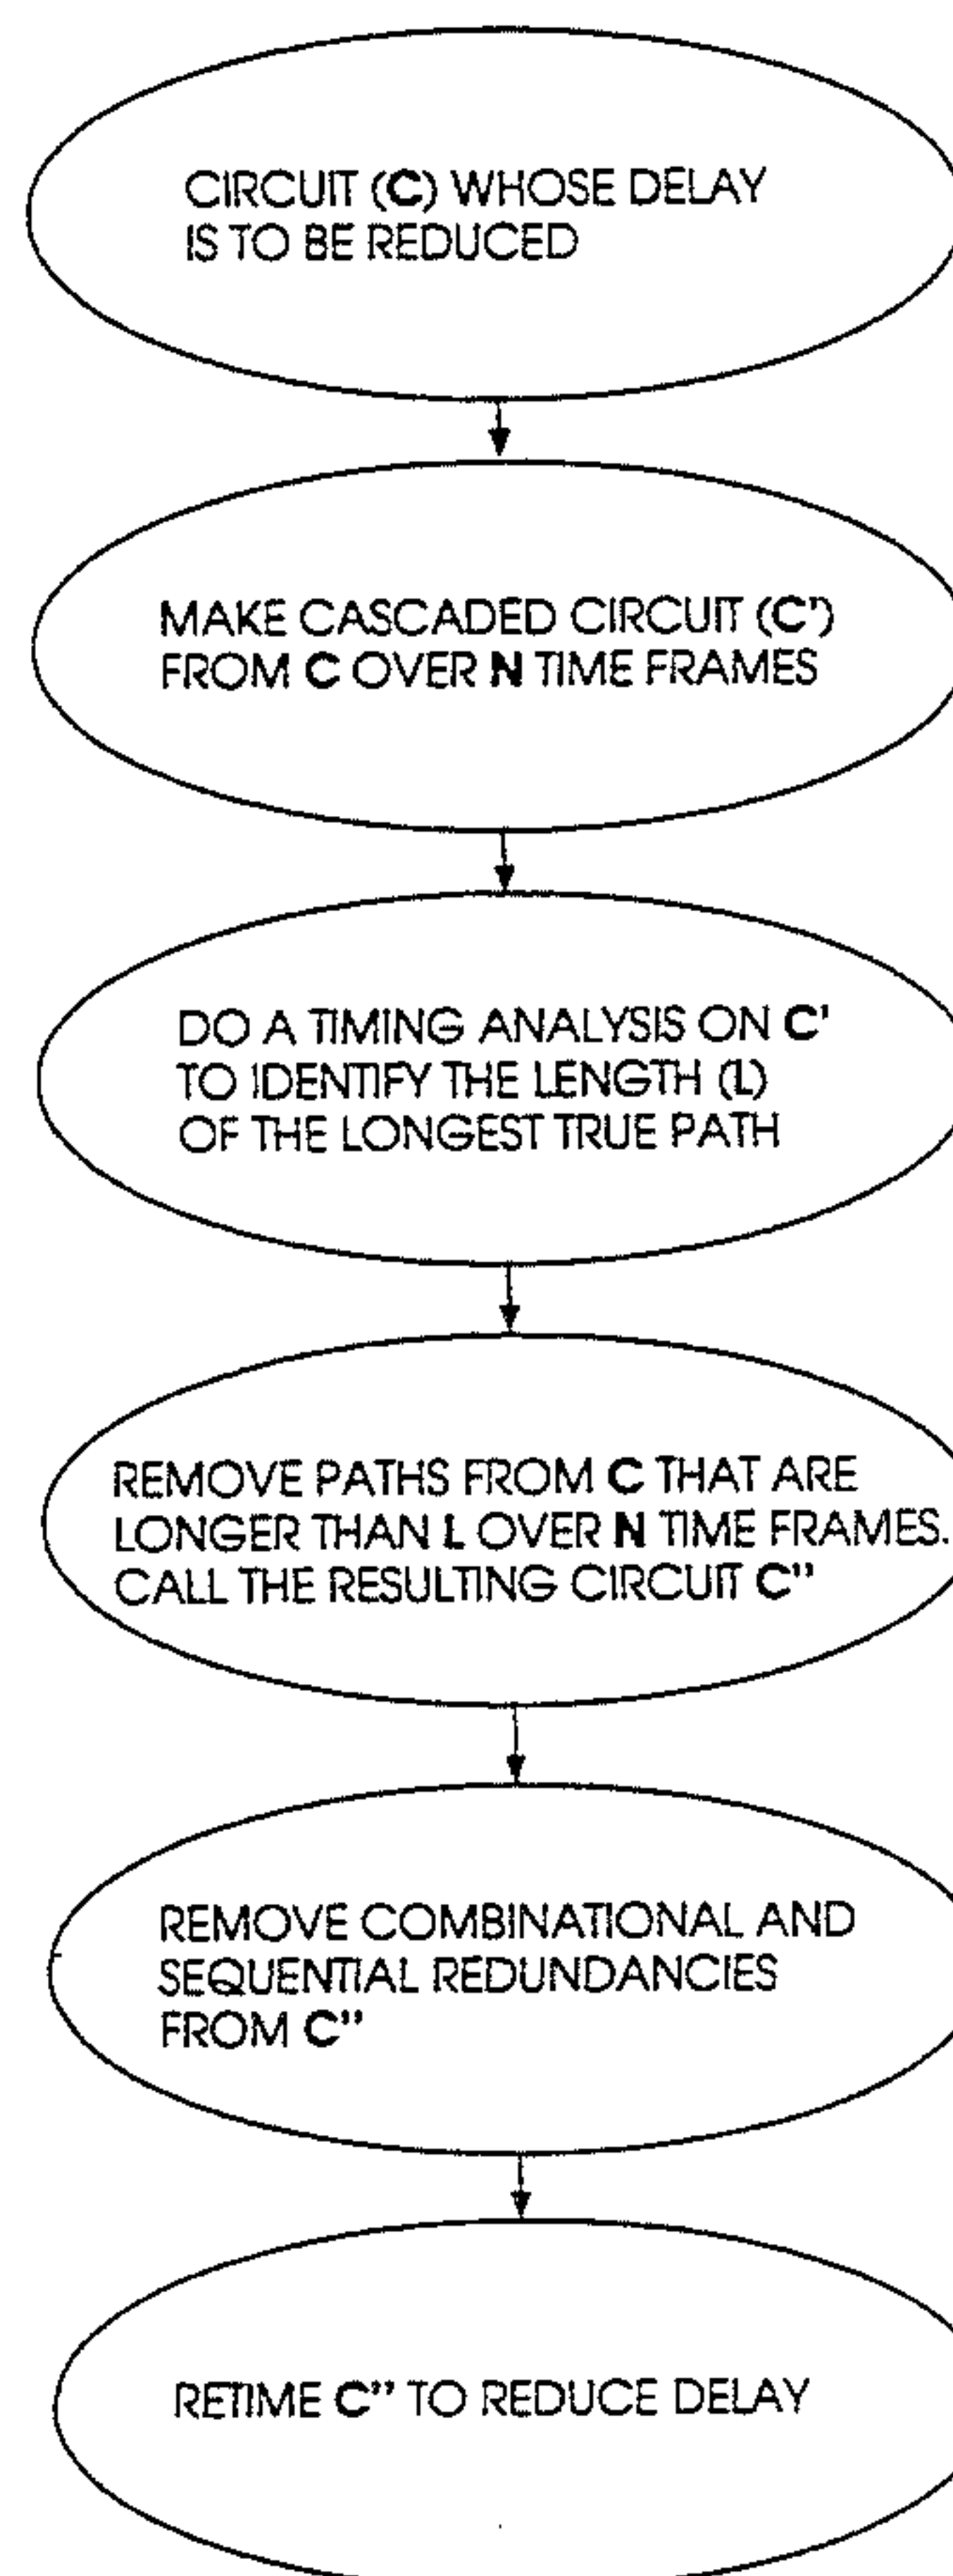 CIRCUIT (C) WHOSE DELAY
IS TO BE REDUCED
MAKE CASCADED CIRCUIT (C')
FROM C OVER N TIME FRAMES
DO A TIMING ANALYSIS ON C'
TO IDENTIFY THE LENGTH (L)
OF THE LONGEST TRUE PATH
REMOVE PATHS FROM C THAT ARE
LONGER THAN L OVER N TIME FRAMES.
CALL THE RESULTING CIRCUIT C''
REMOVE COMBINATIONAL AND
SEQUENTIAL REDUNDANCIES
FROM C''
RETIME C'' TO REDUCE DELAY